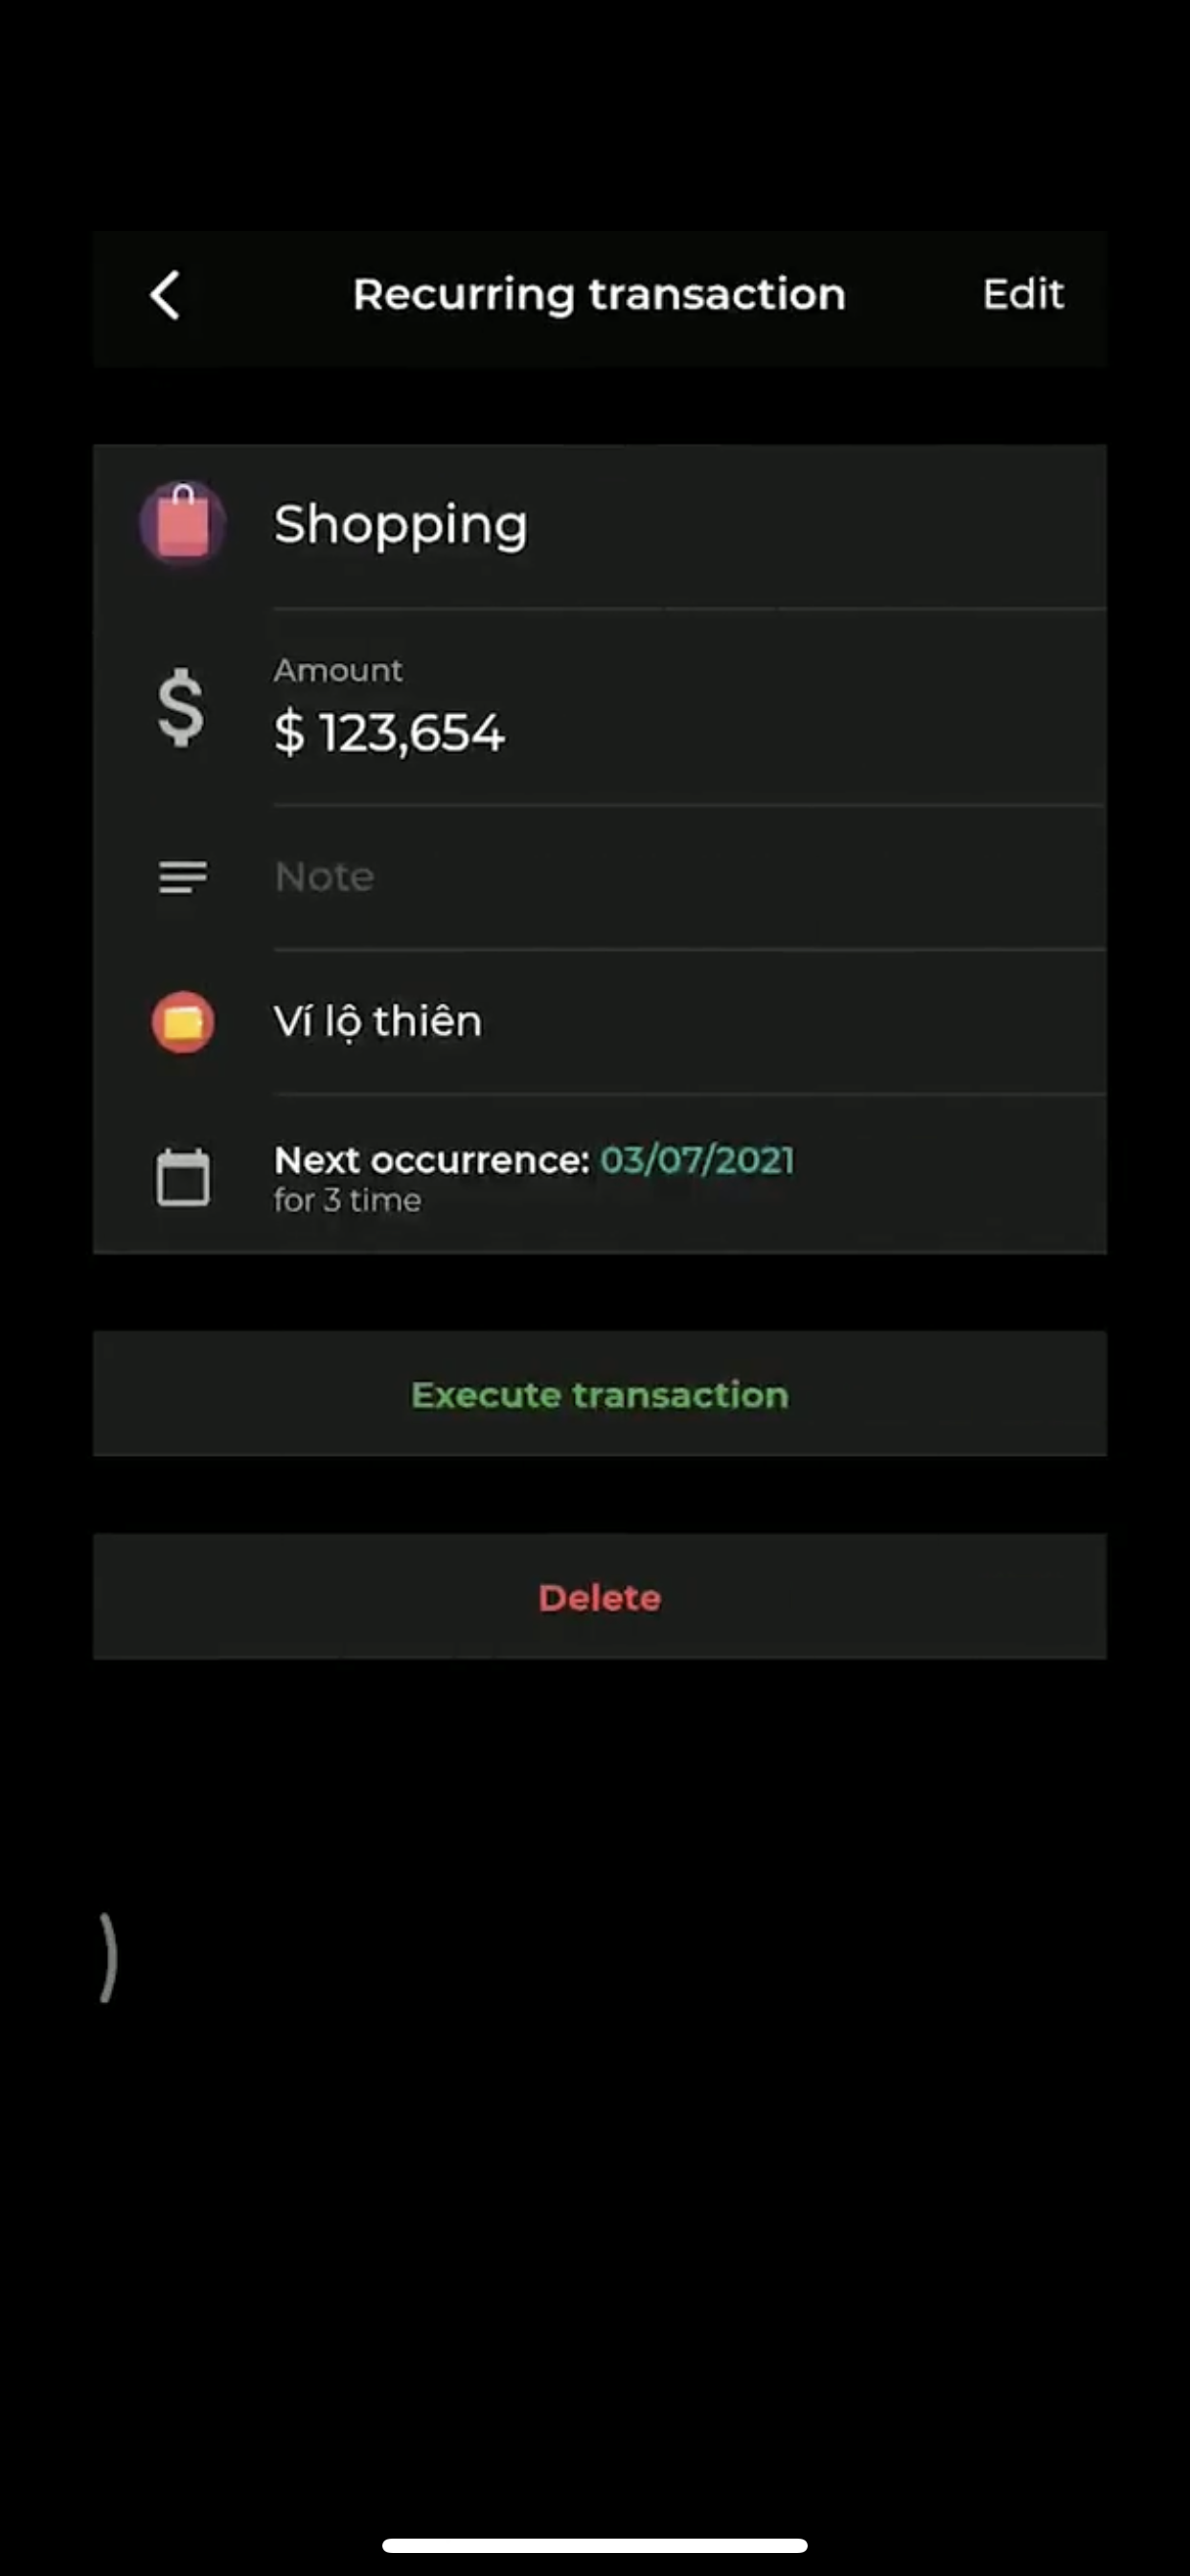 Recurring transaction
Edit
Shopping
Amount
$ 123,654
Note
Ví lộ thiên
Next occurrence: 03/07/2021
for 3 time
Execute transaction
Delete